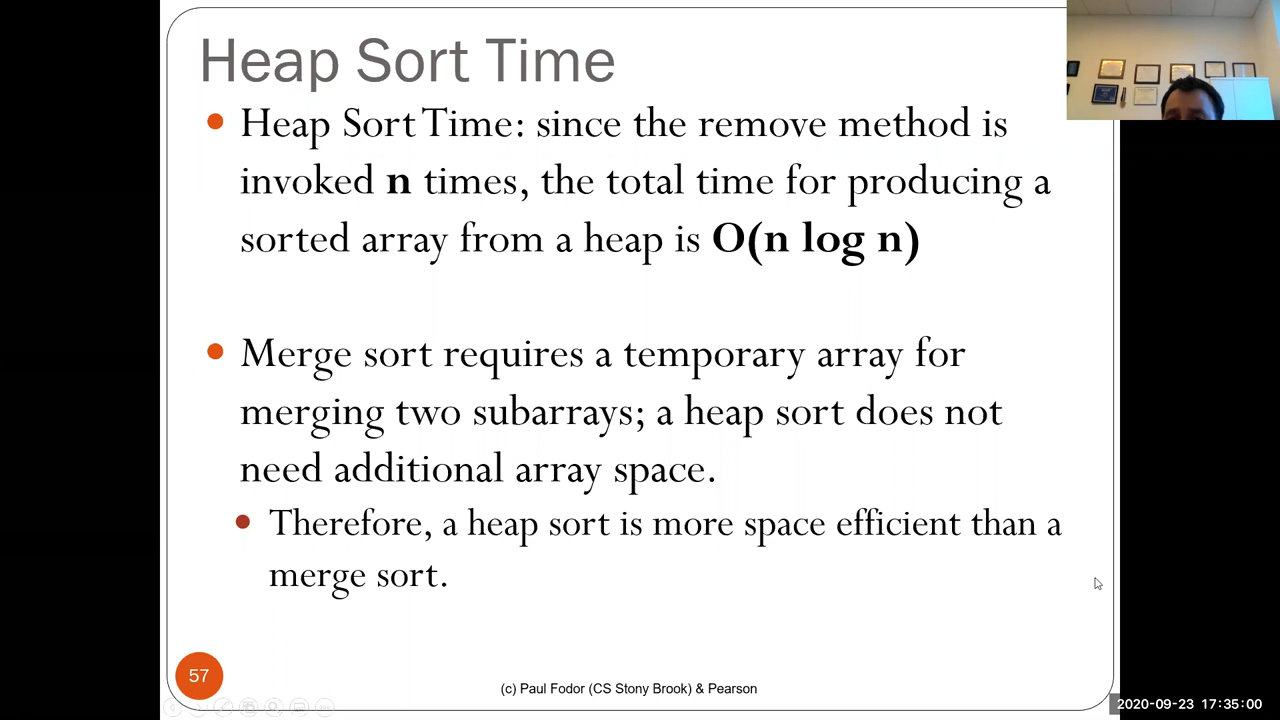 Heap Sort Time
Heap Sort Time: since the remove method is
invoked n times, the total time for producing a
sorted array from a heap is O(n log n)
Merge sort requires a temporary array for
merging two subarrays; a heap sort does not
need additional array space.
Therefore, a heap sort is more space efficient than a
merge sort.
57
(c) Paul Fodor (CS Stony Brook) & Pearson
2020-09-23 17:35:00